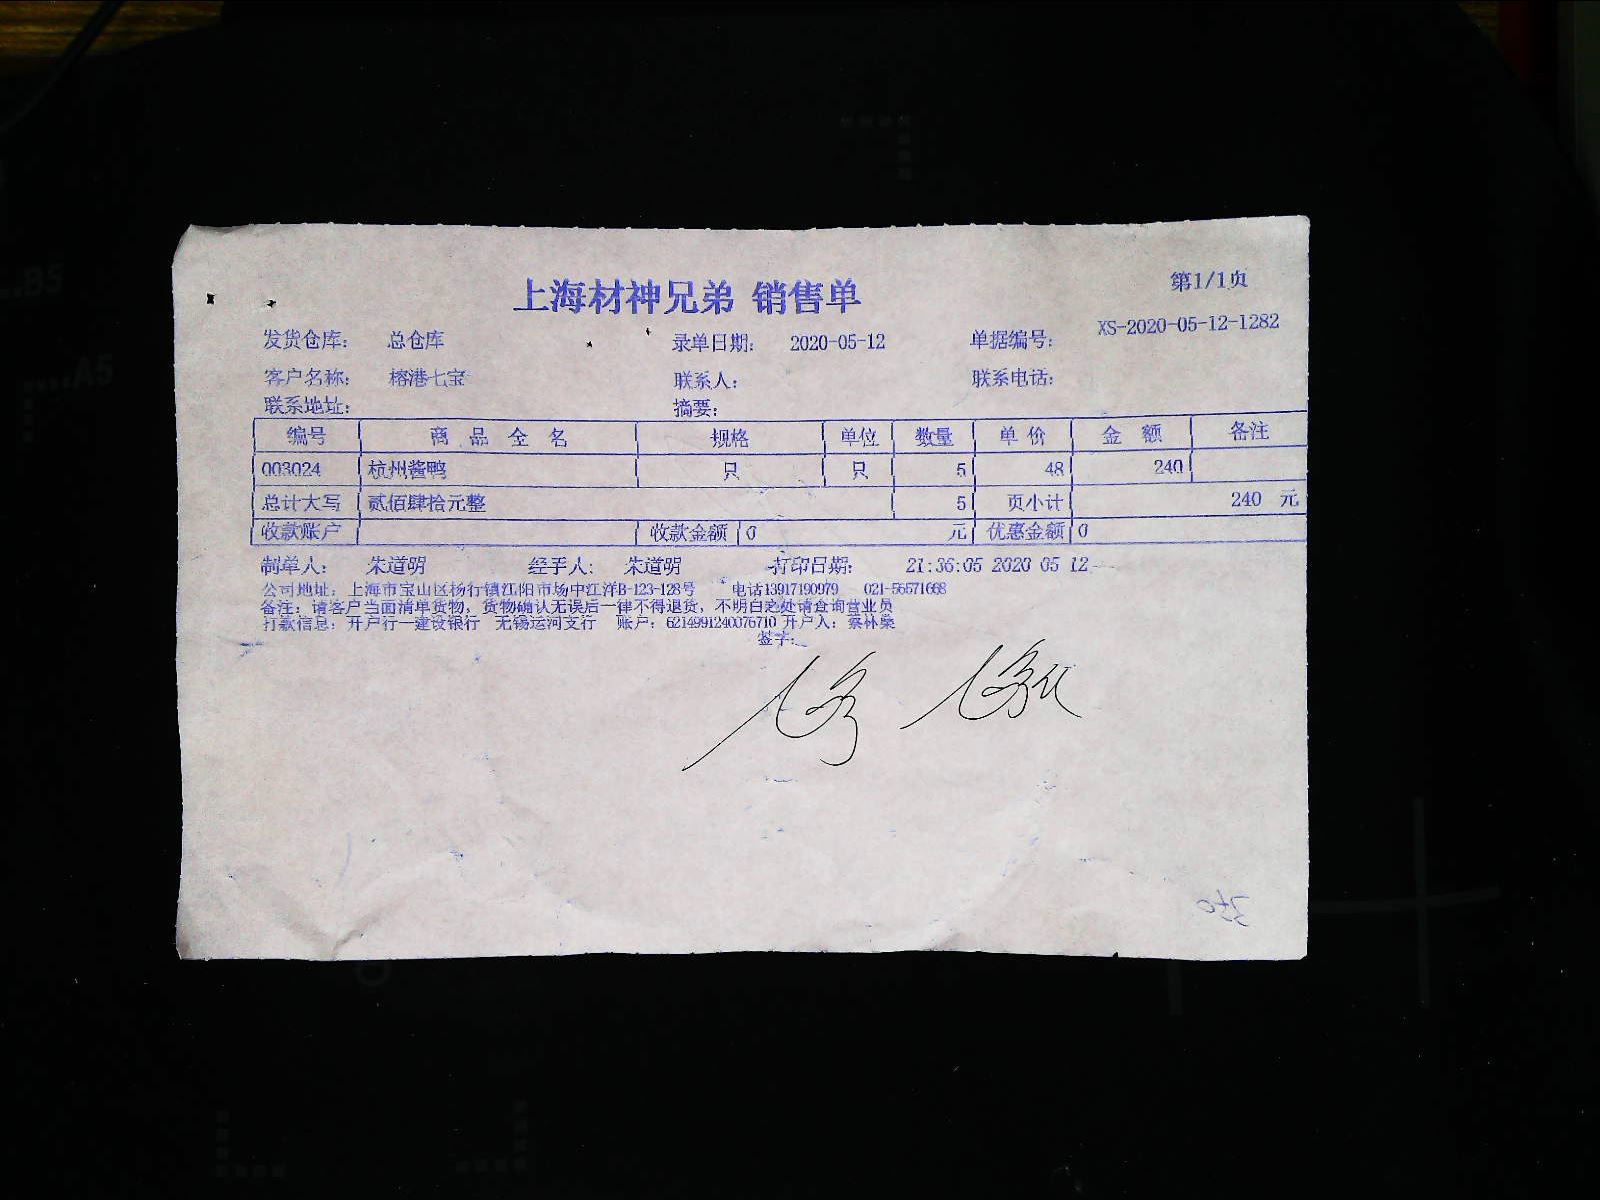 第1/1页
上海材神兄弟 销售单
发货仓库： 总仓库 录单日期： 2020-05-12 单据编号： XS-2020-05-12-1282
客户名称： 榕港七宝 联系人： 联系电话：
联系地址： 摘要：
编号 商 品 全 名 规格 单位 数量 单 价 金 额 备注
003024 杭州酱鸭 只 只 5 48 240
总计大写 贰佰肆拾元整 5 页小计 240 元
收款账户 收款金额 0 元 优惠金额 0
制单人： 朱道明 经手人： 朱道明 打印日期： 21:36:05 2020 05 12
公司地址：上海市宝山区杨行镇江阳市场中江洋B-123-128号 电话13917190979 021-56571668
备注：请客户当面清单货物，货物确认无误后一律不得退货，不明白之处请查询营业员
打款信息：开户行一建设银行 无锡运河支行 账户：6214991240076710 开户人：蔡林燊
签字：